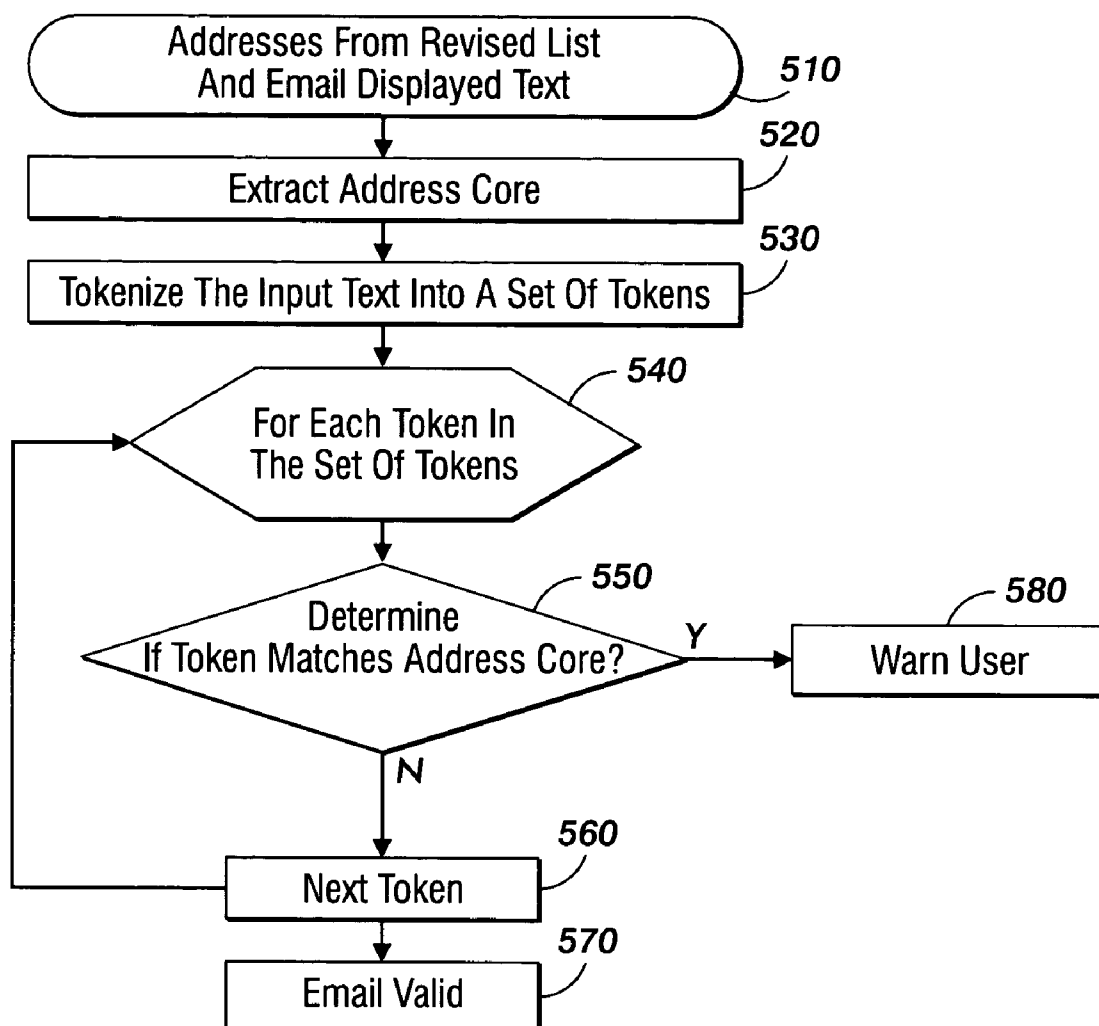 Addresses From Revised List
And Email Displayed Text
510
520
Extract Address Core
530
Tokenize The Input Text Into A Set Of Tokens
540
For Each Token In
The Set Of Tokens
550
Determine
If Token Matches Address Core?
Y
580
Warn User
N
560
Next Token
570
Email Valid